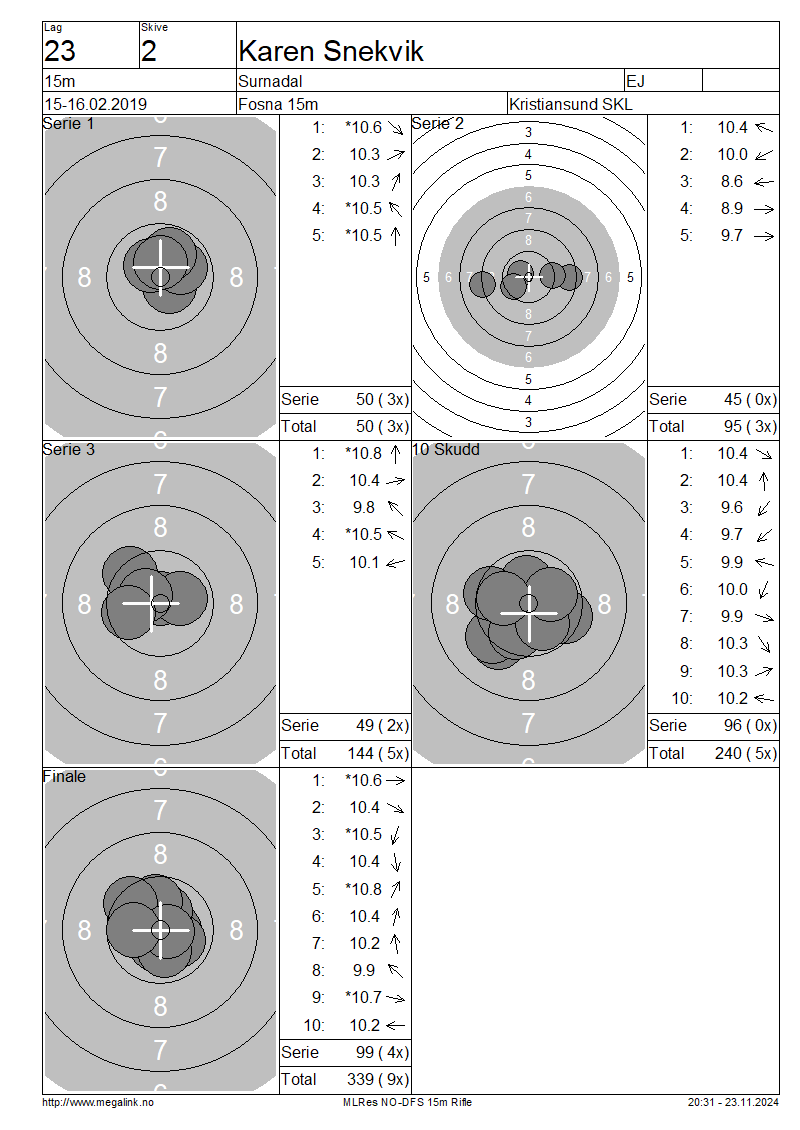 Lag
Skive
23
2
Karen Snekvik
15m
Surnadal
EJ
15-16.02.2019
Fosna 15m
Kristiansund SKL
Serie 1
6
7
8
8
8
8
7
6
1: *10.6
2: 10.3
3: 10.3
4: *10.5
5: *10.5
Serie 50 ( 3x)
Total 50 ( 3x)
Serie 2
3
4
5
6
7
8
5 6 7 7 6 5
8
7
6
5
4
3
1: 10.4
2: 10.0
3: 8.6
4: 8.9
5: 9.7
Serie 45 ( 0x)
Total 95 ( 3x)
Serie 3
7
8
8
8
8
7
6
1: *10.8
2: 10.4
3: 9.8
4: *10.5
5: 10.1
Serie 49 ( 2x)
Total 144 ( 5x)
10 Skudd
7
8
8
8
8
7
6
1: 10.4
2: 10.4
3: 9.6
4: 9.7
5: 9.9
6: 10.0
7: 9.9
8: 10.3
9: 10.3
10: 10.2
Serie 96 ( 0x)
Total 240 ( 5x)
Finale
6
7
8
8
8
8
7
6
1: *10.6
2: 10.4
3: *10.5
4: 10.4
5: *10.8
6: 10.4
7: 10.2
8: 9.9
9: *10.7
10: 10.2
Serie 99 ( 4x)
Total 339 ( 9x)
http://www.megalink.no
MLRes NO-DFS 15m Rifle
20:31 - 23.11.2024